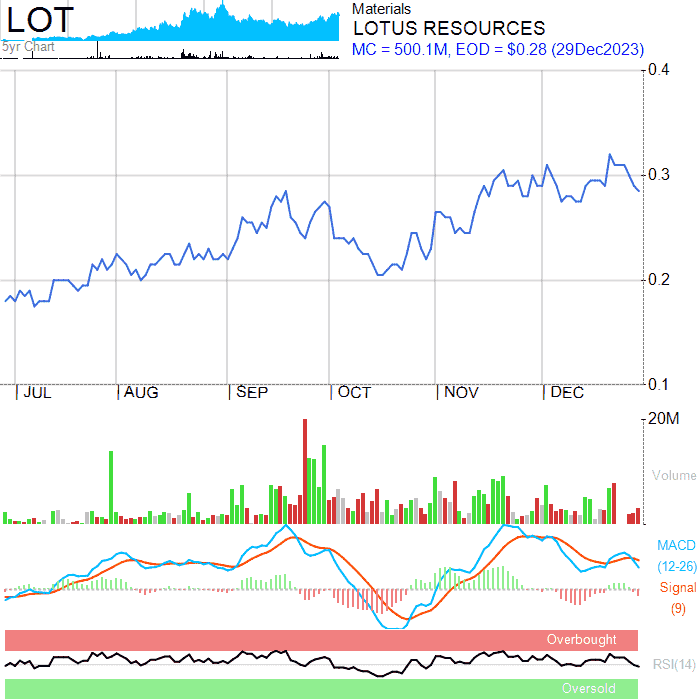 LOT
5yr Chart
Materials
LOTUS RESOURCES
MC = 500.1M, EOD = $0.28 (29Dec2023)
0.4
0.3
0.2
0.1
JUL AUG SEP OCT NOV DEC
20M
Volume
MACD
(12-26)
Signal
(9)
Overbought
RSI(14)
Oversold